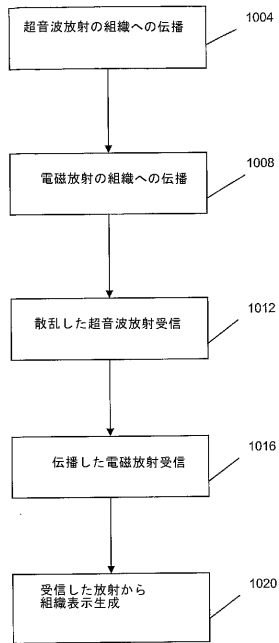 超音波放射の組織への伝播
1004
電磁放射の組織への伝播
1008
散乱した超音波放射受信
1012
伝播した電磁放射受信
1016
受信した放射から
組織表示生成
1020